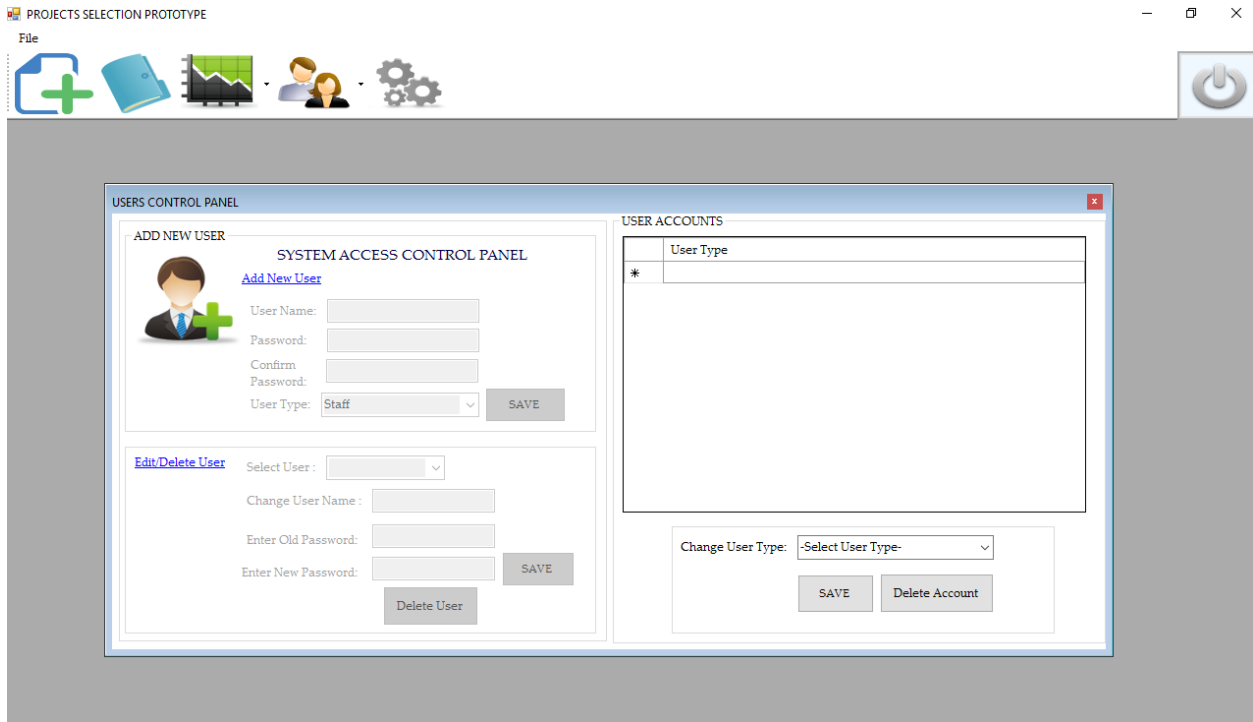 PROJECTS SELECTION PROTOTYPE
File
USERS CONTROL PANEL
ADD NEW USER
SYSTEM ACCESS CONTROL PANEL
Add New User
User Name:
Password:
Confirm
Password:
User Type: Staff
SAVE
Edit/Delete User
Select User :
Change User Name :
Enter Old Password:
Enter New Password:
SAVE
Delete User
USER ACCOUNTS
User Type
Change User Type: -Select User Type-
SAVE
Delete Account